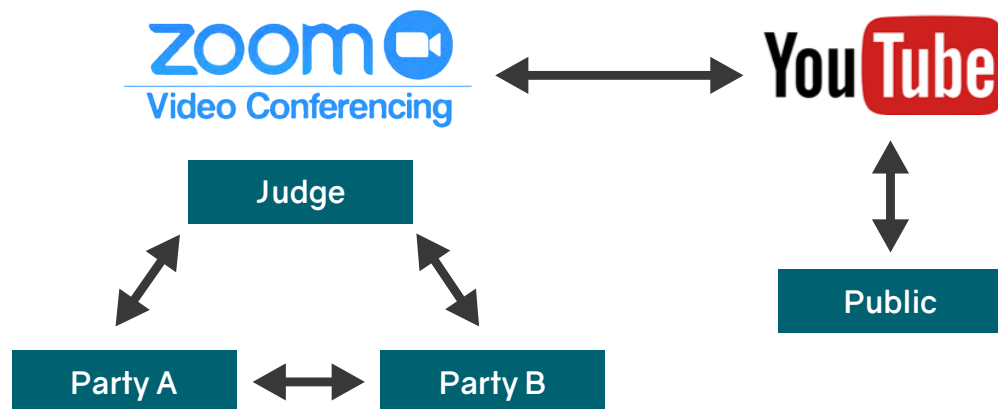 zoom
Video Conferencing
YouTube
Judge
Public
Party A
Party B